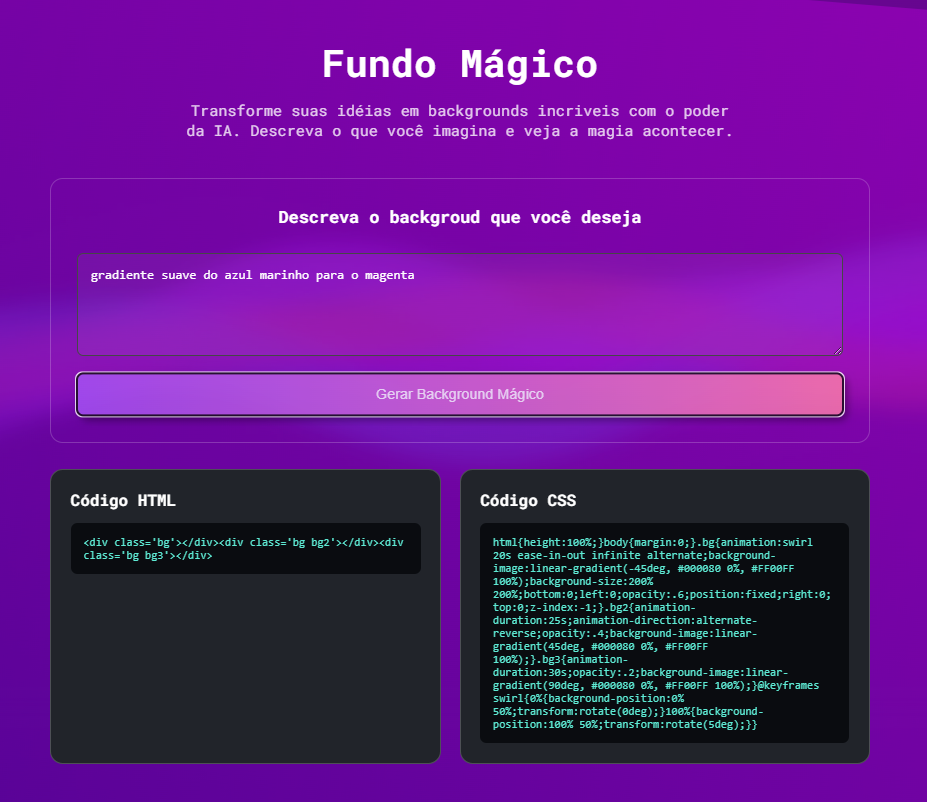 Fundo Mágico
Transforme suas idéias em backgrounds incriveis com o poder
da IA. Descreva o que você imagina e veja a magia acontecer.
Descreva o backgroud que você deseja
gradiente suave do azul marinho para o magenta
Gerar Background Mágico
Código HTML
<div class='bg'></div><div class='bg bg2'></div><div
class='bg bg3'></div>
Código CSS
html{height:100%;}body{margin:0;}.bg{animation:swirl
20s ease-in-out infinite alternate;background-
image:linear-gradient(-45deg, #000080 0%, #FF00FF
100%);background-size:200%
200%;bottom:0;left:0;opacity:.6;position:fixed;right:0;
top:0;z-index:-1;}.bg2{animation-
duration:25s;animation-direction:alternate-
reverse;opacity:.4;background-image:linear-
gradient(45deg, #000080 0%, #FF00FF
100%);}.bg3{animation-
duration:30s;opacity:.2;background-image:linear-
gradient(90deg, #000080 0%, #FF00FF 100%);}@keyframes
swirl{0%{background-position:0%
50%;transform:rotate(0deg);}100%{background-
position:100% 50%;transform:rotate(5deg);}}